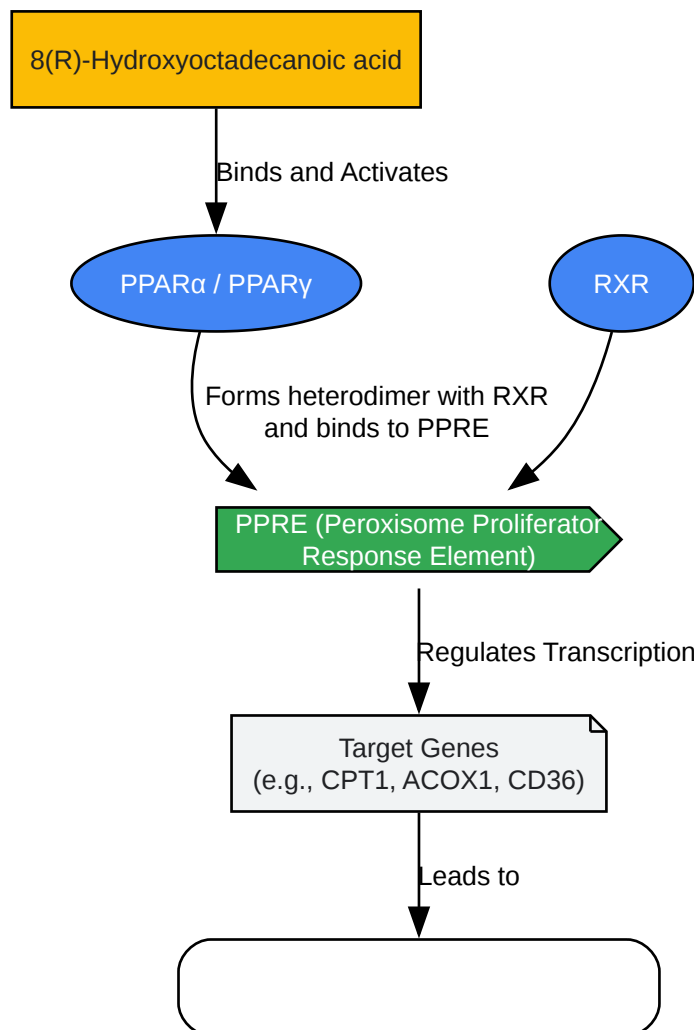 8(R)-Hydroxyoctadecanoic acid
Binds and Activates
PPARα / PPARγ
RXR
Forms heterodimer with RXR
and binds to PPRE
PPRE (Peroxisome Proliferator
Response Element)
Regulates Transcription
Target Genes
(e.g., CPT1, ACOX1, CD36)
Leads to